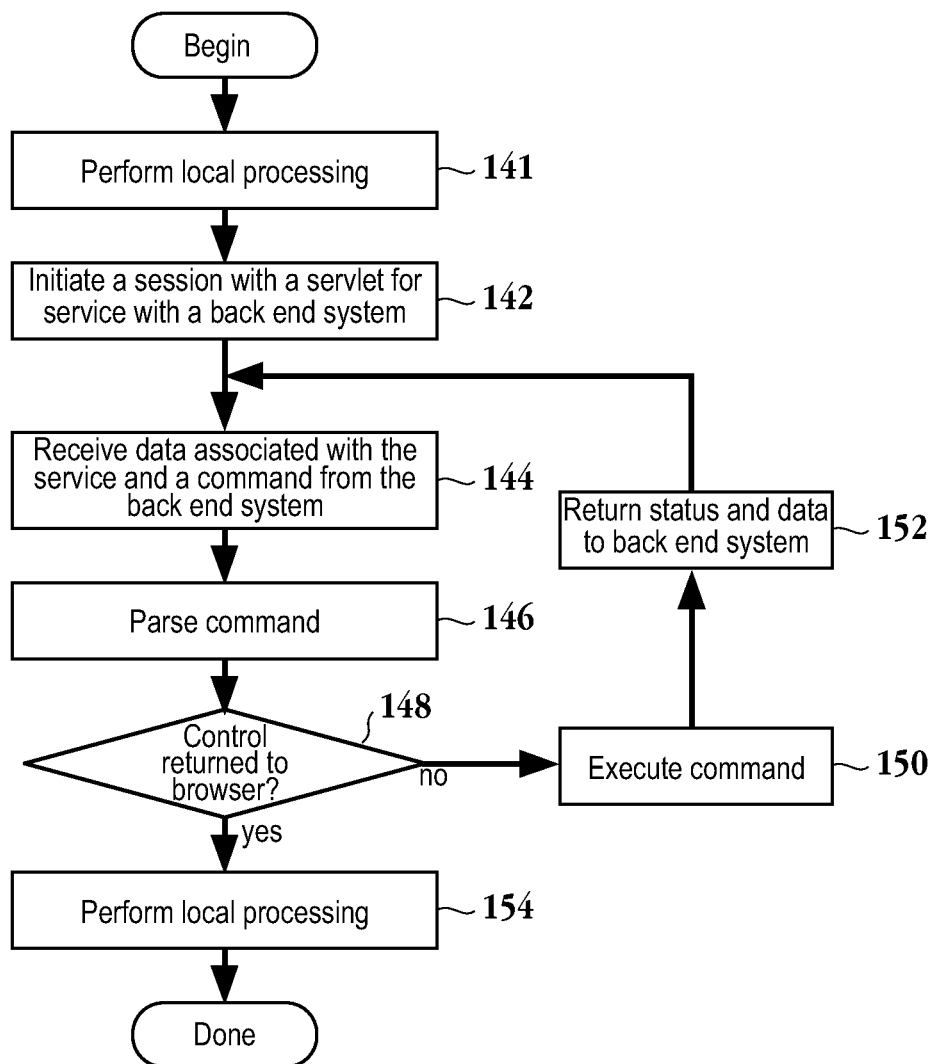 Begin
Perform local processing
141
Initiate a session with a servlet for
service with a back end system
142
Receive data associated with the
service and a command from the
back end system
144
Return status and data
to back end system
152
Parse command
146
148
Control
returned to
browser?
no
yes
Execute command
150
Perform local processing
154
Done